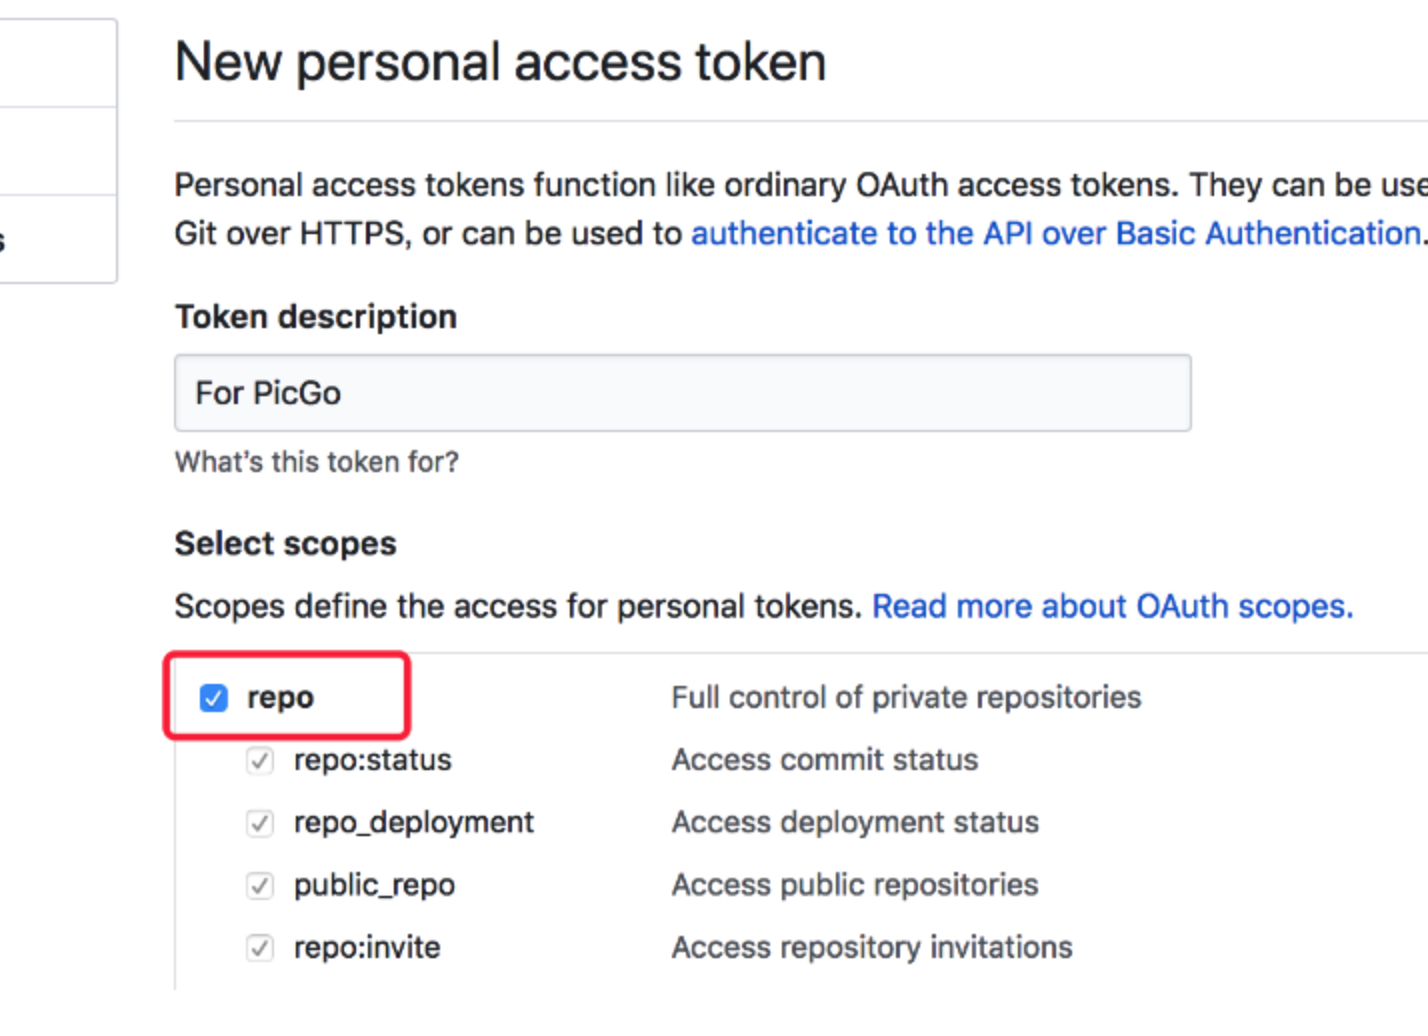 New personal access token
Personal access tokens function like ordinary OAuth access tokens. They can be use
Git over HTTPS, or can be used to authenticate to the API over Basic Authentication.
s
Token description
For PicGo
What's this token for?
Select scopes
Scopes define the access for personal tokens. Read more about OAuth scopes.
repo Full control of private repositories
repo:status Access commit status
repo_deployment Access deployment status
public_repo Access public repositories
repo:invite Access repository invitations